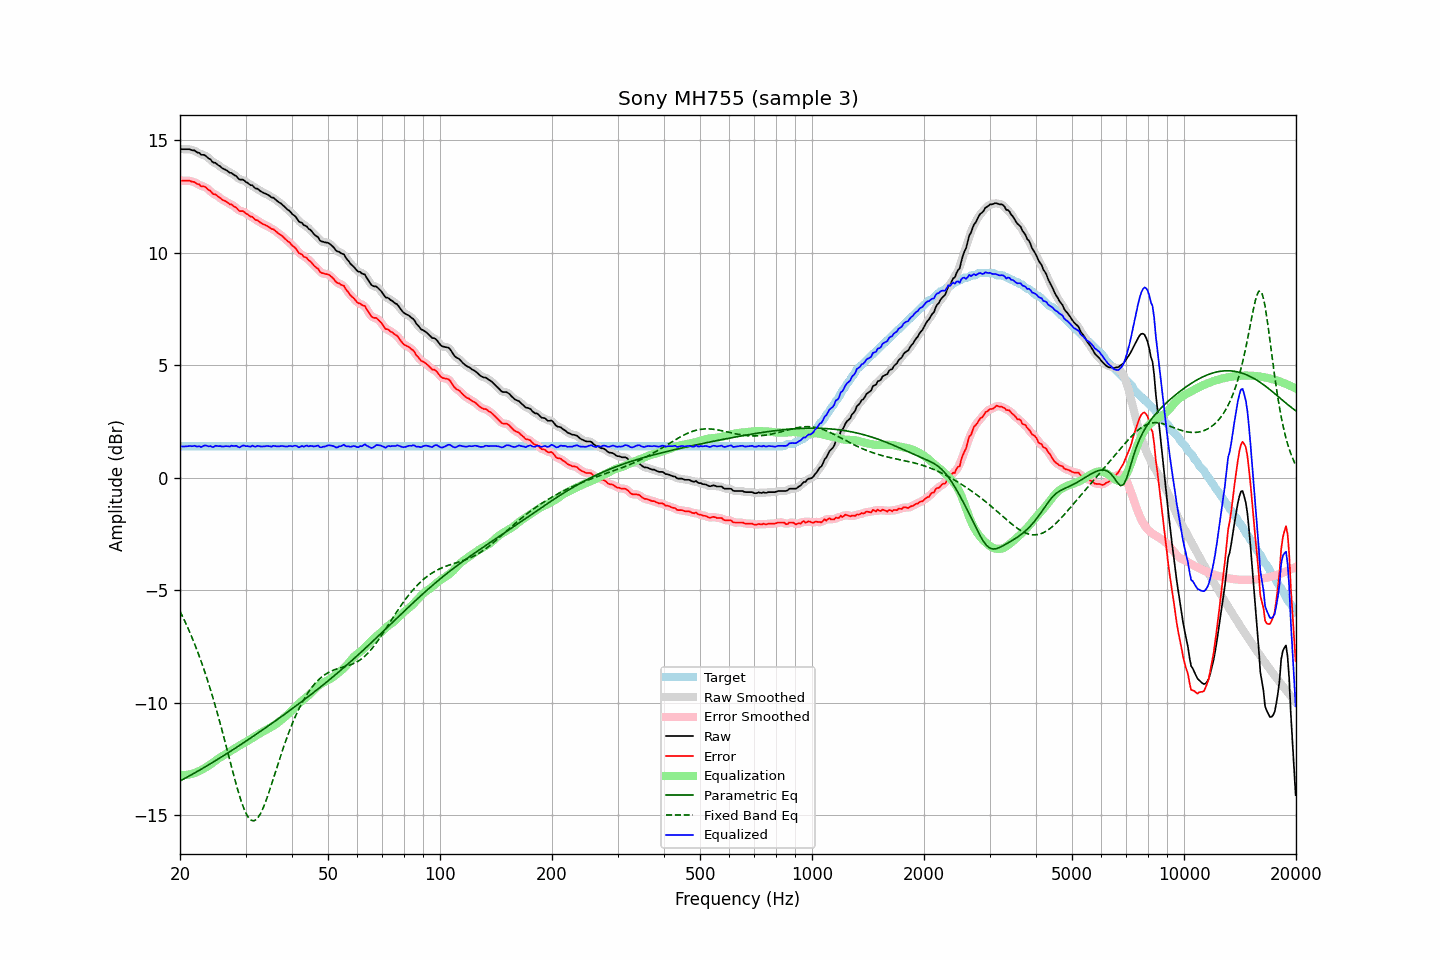 Sony MH755 (sample 3)
15
10
5
0
−5
−10
−15
Amplitude (dBr)
20
50
100
200
500
1000
2000
5000
10000
20000
Frequency (Hz)
Target
Raw Smoothed
Error Smoothed
Raw
Error
Equalization
Parametric Eq
Fixed Band Eq
Equalized